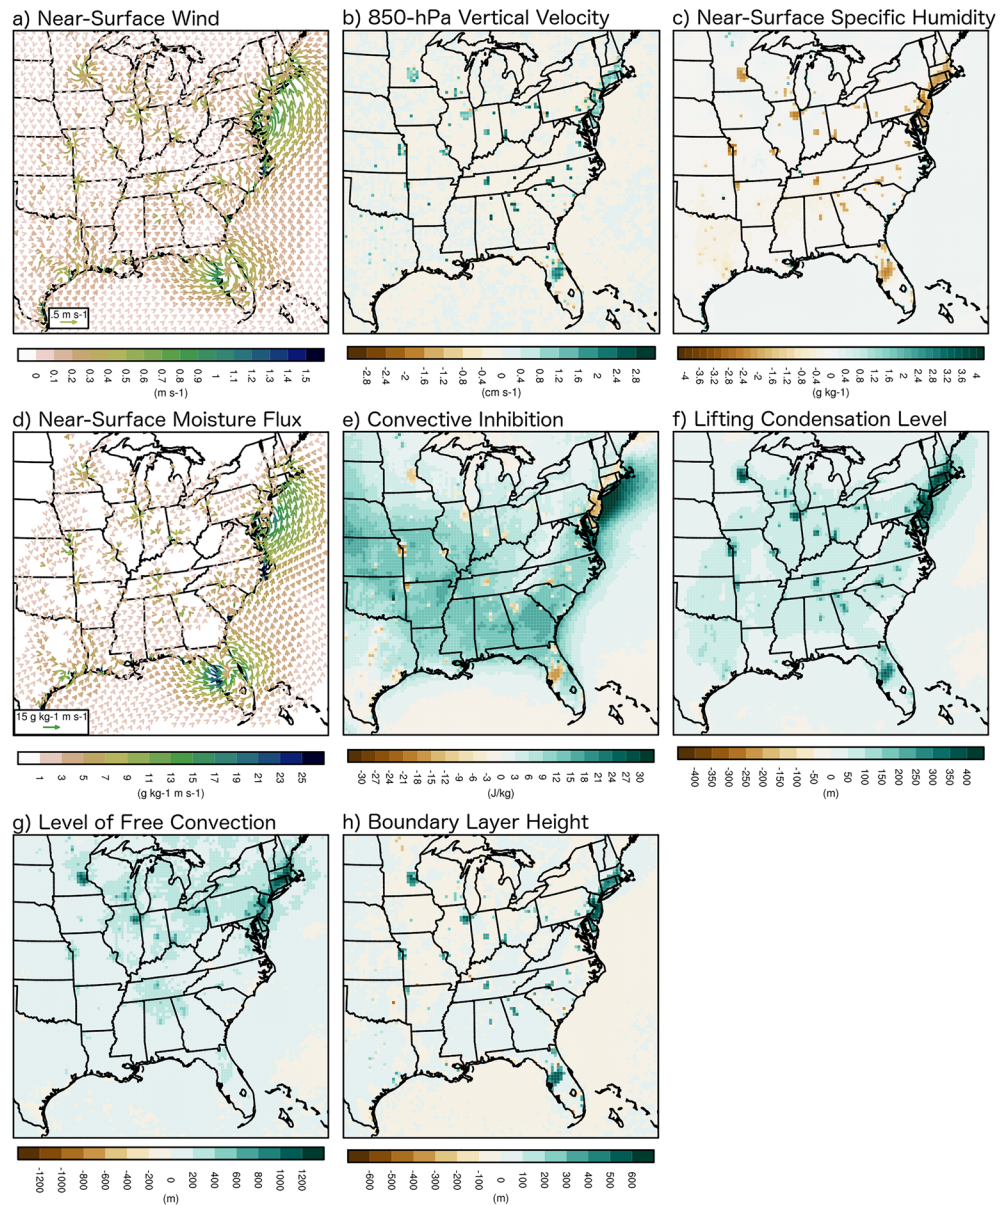 a) Near-Surface Wind
b) 850-hPa Vertical Velocity
c) Near-Surface Specific Humidity
.5 m s-1
0 0.1 0.2 0.3 0.4 0.5 0.6 0.7 0.8 0.9 1 1.1 1.2 1.3 1.4 1.5
(m s-1)
-2.8 -2.4 -2 -1.6 -1.2 -0.8 -0.4 0 0.4 0.8 1.2 1.6 2 2.4 2.8
(cm s-1)
-4 -3.6 -3.2 -2.8 -2.4 -2 -1.6 -1.2 -0.8 -0.4 0 0.4 0.8 1.2 1.6 2 2.4 2.8 3.2 3.6 4
(g kg-1)
d) Near-Surface Moisture Flux
e) Convective Inhibition
f) Lifting Condensation Level
15 g kg-1 m s-1
1 3 5 7 9 11 13 15 17 19 21 23 25
(g kg-1 m s-1)
-30 -27 -24 -21 -18 -15 -12 -9 -6 -3 0 3 6 9 12 15 18 21 24 27 30
(J/kg)
-400 -350 -300 -250 -200 -150 -100 -50 0 50 100 150 200 250 300 350 400
(m)
g) Level of Free Convection
h) Boundary Layer Height
-1200 -1000 -800 -600 -400 -200 0 200 400 600 800 1000 1200
(m)
-600 -500 -400 -300 -200 -100 0 100 200 300 400 500 600
(m)